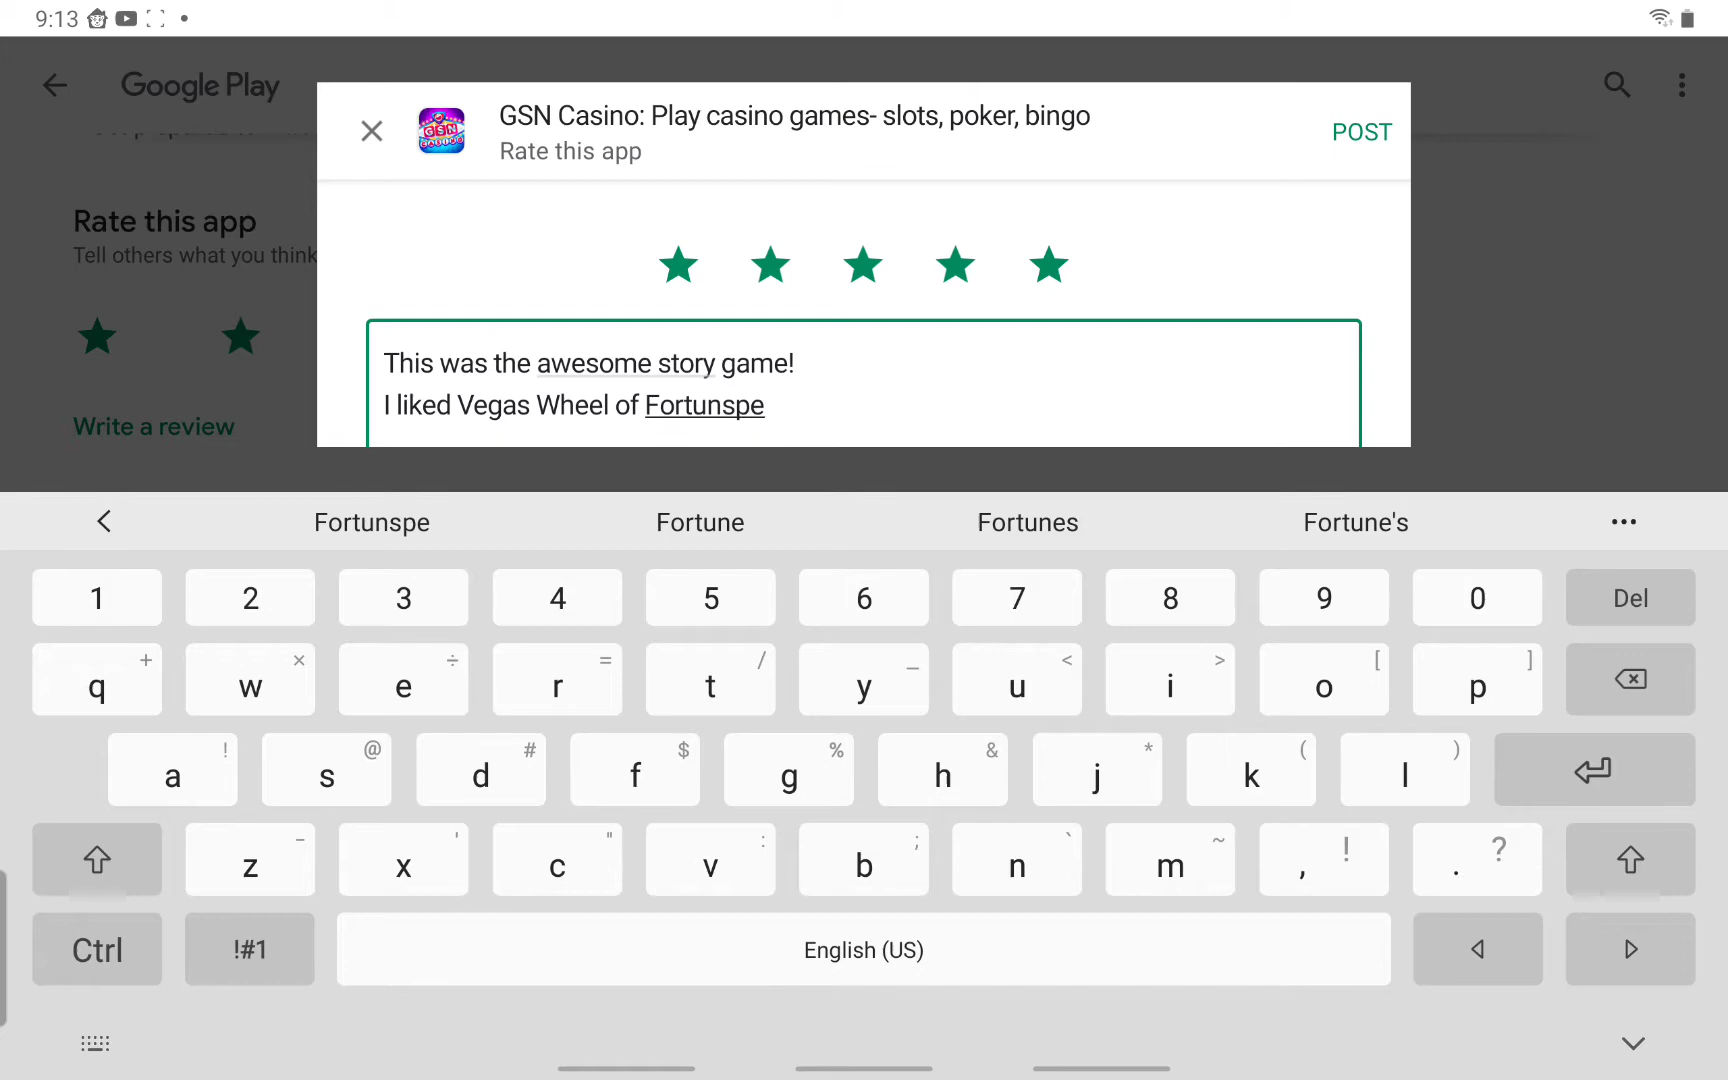 9:13
Google Play
GSN Casino: Play casino games- slots, poker, bingo
Rate this app
POST
Rate this app
Tell others what you think
This was the awesome story game!
I liked Vegas Wheel of Fortunspe
Write a review
Fortunspe Fortune Fortunes Fortune's
1 2 3 4 5 6 7 8 9 0 Del
+ × ÷ = / _ < > [ ]
q w e r t y u i o p
! @ # $ % & * ( )
a s d f g h j k l
- ' " : ; ` ~ ! ?
z x c v b n m , .
Ctrl !#1 English (US)